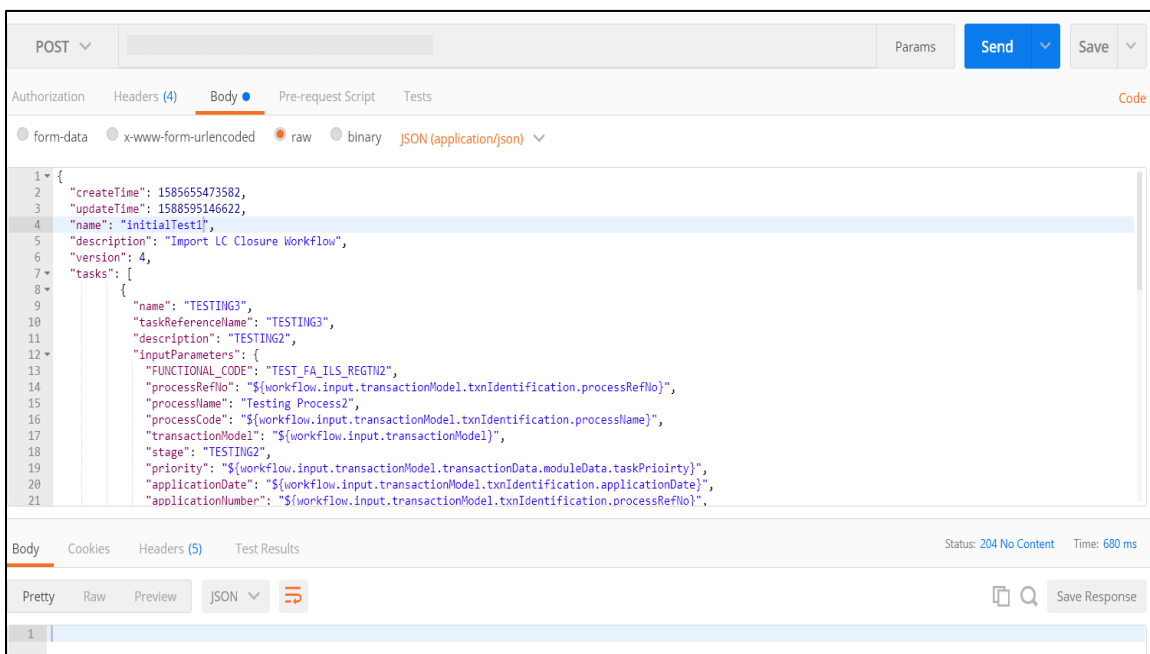 POST Params Send Save
Authorization Headers (4) Body Pre-request Script Tests Code
form-data x-www-form-urlencoded raw binary JSON (application/json)
1 {
2 "createTime": 1585655473582,
3 "updateTime": 1588595146622,
4 "name": "initialTest1",
5 "description": "Import LC Closure Workflow",
6 "version": 4,
7 "tasks": [
8 {
9 "name": "TESTING3",
10 "taskReferenceName": "TESTING3",
11 "description": "TESTING2",
12 "inputParameters": {
13 "FUNCTIONAL_CODE": "TEST_FA_ILS_REGTN2",
14 "processRefNo": "${workflow.input.transactionModel.txnIdentification.processRefNo}",
15 "processName": "Testing Process2",
16 "processCode": "${workflow.input.transactionModel.txnIdentification.processName}",
17 "transactionModel": "${workflow.input.transactionModel}",
18 "stage": "TESTING2",
19 "priority": "${workflow.input.transactionModel.transactionData.moduleData.taskPrioirty}",
20 "applicationDate": "${workflow.input.transactionModel.txnIdentification.applicationDate}",
21 "applicationNumber": "${workflow.input.transactionModel.txnIdentification.processRefNo}",
Body Cookies Headers (5) Test Results Status: 204 No Content Time: 680 ms
Pretty Raw Preview JSON Save Response
1